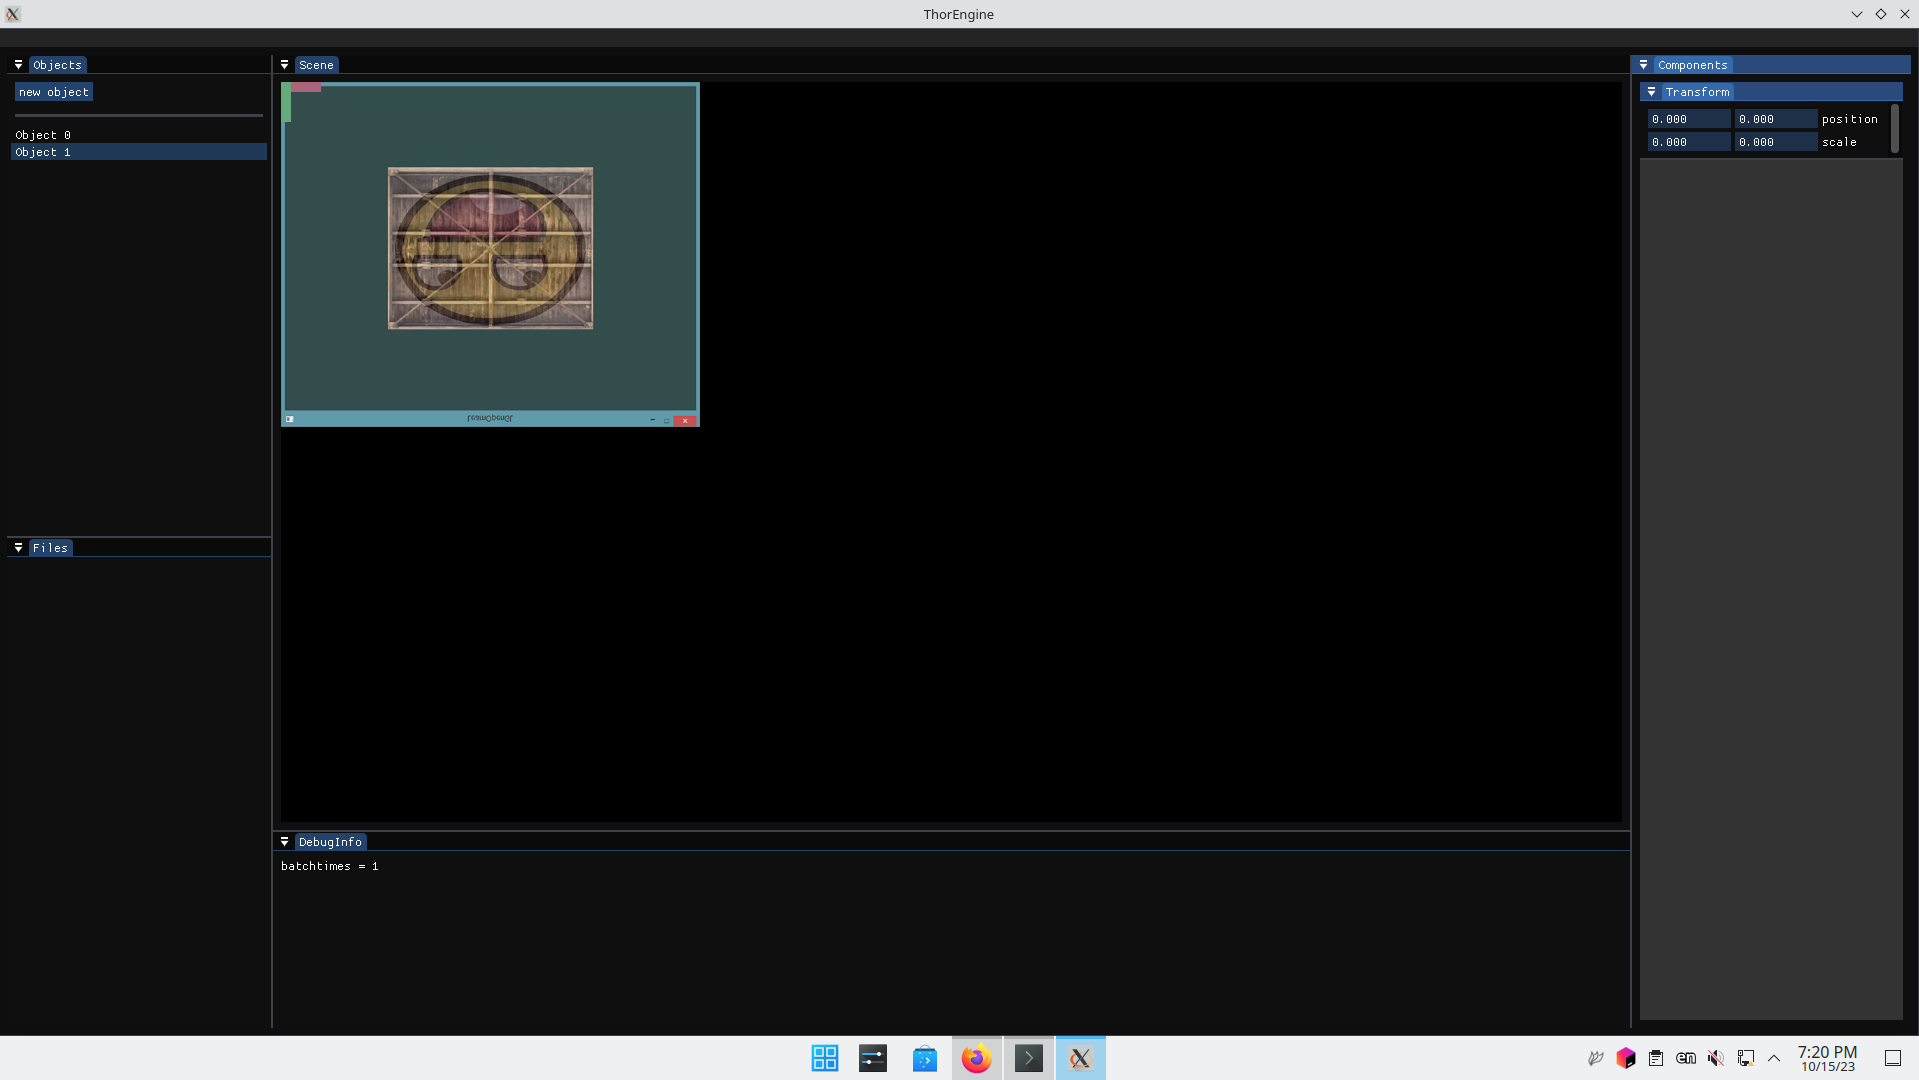 ThorEngine
Objects
new object
Object 0
Object 1
Files
Scene
LearnOpenGL
DebugInfo
batchtimes = 1
Components
Transform
0.000 0.000 position
0.000 0.000 scale
en
7:20 PM
10/15/23